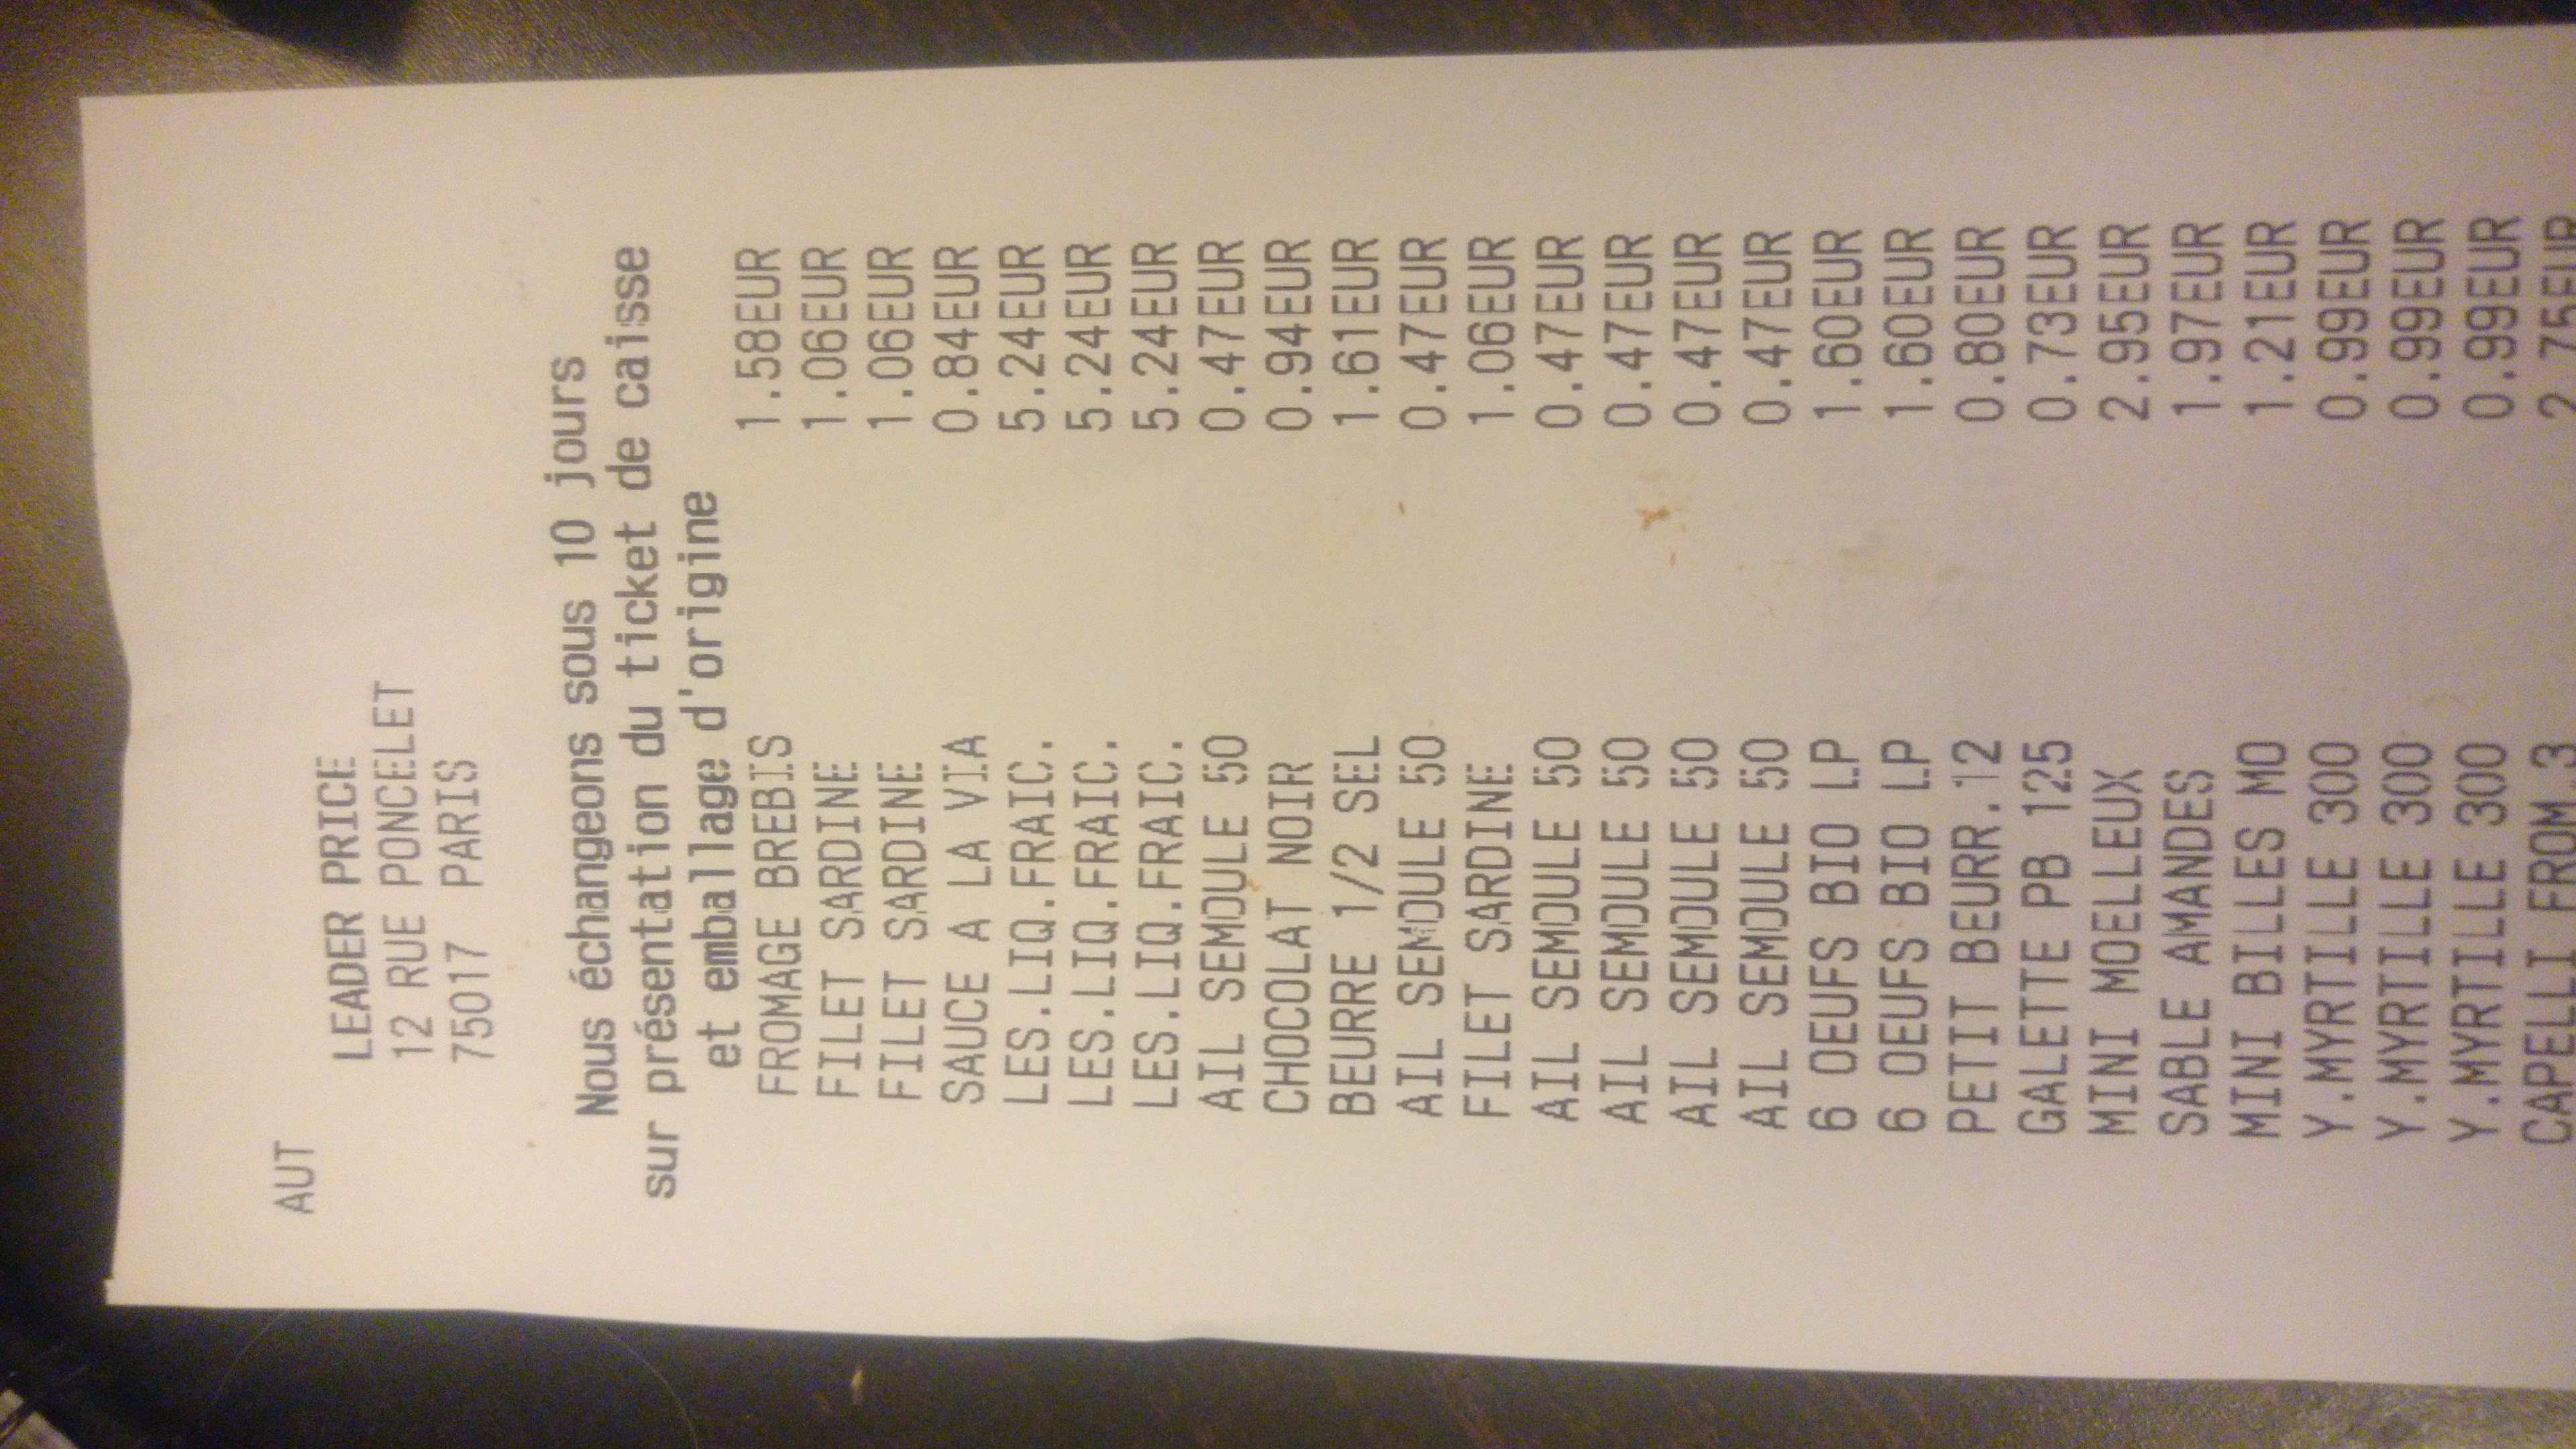 AUT
LEADER PRICE
12 RUE PONCELET
75017 PARIS
Nous échangeons sous 10 jours
sur présentation du ticket de caisse
et emballage d'origine
FROMAGE BREBIS 1.58EUR
FILET SARDINE 1.06EUR
FILET SARDINE 1.06EUR
SAUCE A LA VIA 0.84EUR
LES.LIQ.FRAIC. 5.24EUR
LES.LIQ.FRAIC. 5.24EUR
LES.LIQ.FRAIC. 5.24EUR
AIL SEMOULE 50 0.47EUR
CHOCOLAT NOIR 0.94EUR
BEURRE 1/2 SEL 1.61EUR
AIL SEMOULE 50 0.47EUR
FILET SARDINE 1.06EUR
AIL SEMOULE 50 0.47EUR
AIL SEMOULE 50 0.47EUR
AIL SEMOULE 50 0.47EUR
AIL SEMOULE 50 0.47EUR
6 OEUFS BIO LP 1.60EUR
6 OEUFS BIO LP 1.60EUR
PETIT BEURR.12 0.80EUR
GALETTE PB 125 0.73EUR
MINI MOELLEUX 2.95EUR
SABLE AMANDES 1.97EUR
MINI BILLES MO 1.21EUR
Y.MYRTILLE 300 0.99EUR
Y.MYRTILLE 300 0.99EUR
Y.MYRTILLE 300 0.99EUR
CAPELLI FROM.3 2.75EUR